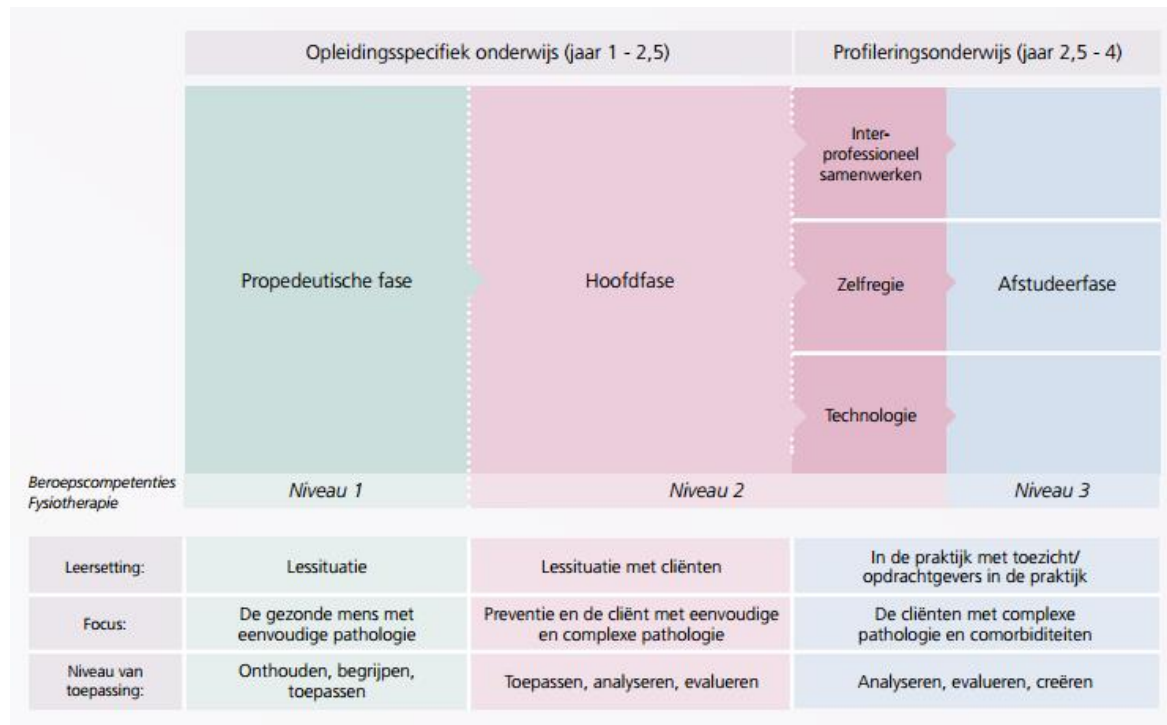 Opleidingsspecifiek onderwijs (jaar 1 - 2,5)
Profileringsonderwijs (jaar 2,5 - 4)
Propedeutische fase
Hoofdfase
Inter-
professioneel
samenwerken
Zelfregie
Technologie
Afstudeerfase
Beroepscompetenties
Fysiotherapie
Niveau 1
Niveau 2
Niveau 3
Leersetting:
Lessituatie
Lessituatie met cliënten
In de praktijk met toezicht/
opdrachtgevers in de praktijk
Focus:
De gezonde mens met
eenvoudige pathologie
Preventie en de cliënt met eenvoudige
en complexe pathologie
De cliënten met complexe
pathologie en comorbiditeiten
Niveau van
toepassing:
Onthouden, begrijpen,
toepassen
Toepassen, analyseren, evalueren
Analyseren, evalueren, creëren